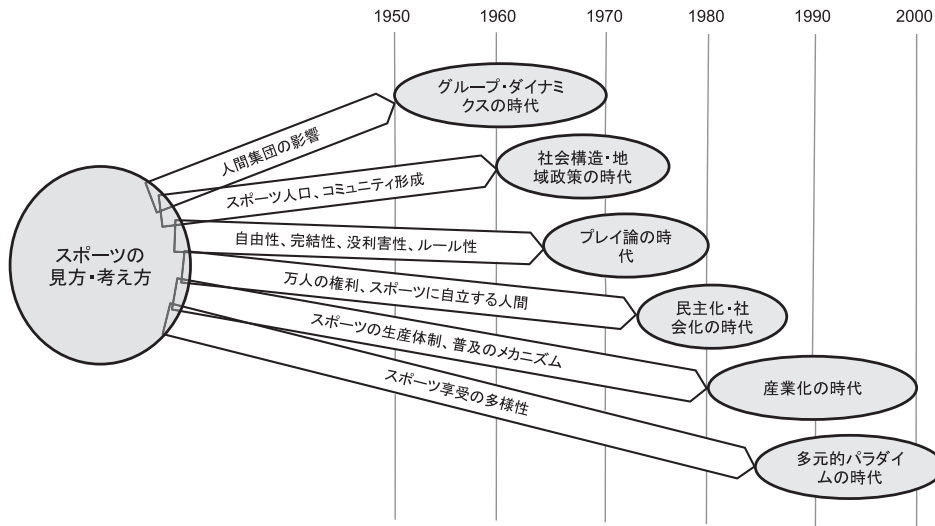 1950 1960 1970 1980 1990 2000
グループ・ダイナミ
クスの時代
人間集団の影響
社会構造・地
域政策の時代
スポーツ人口、コミュニティ形成
プレイ論の時
代
自由性、完結性、没利害性、ルール性
スポーツの
見方・考え方
万人の権利、スポーツに自立する人間
民主化・社
会化の時代
スポーツの生産体制、普及のメカニズム
産業化の時代
スポーツ享受の多様性
多元的パラダイ
ムの時代